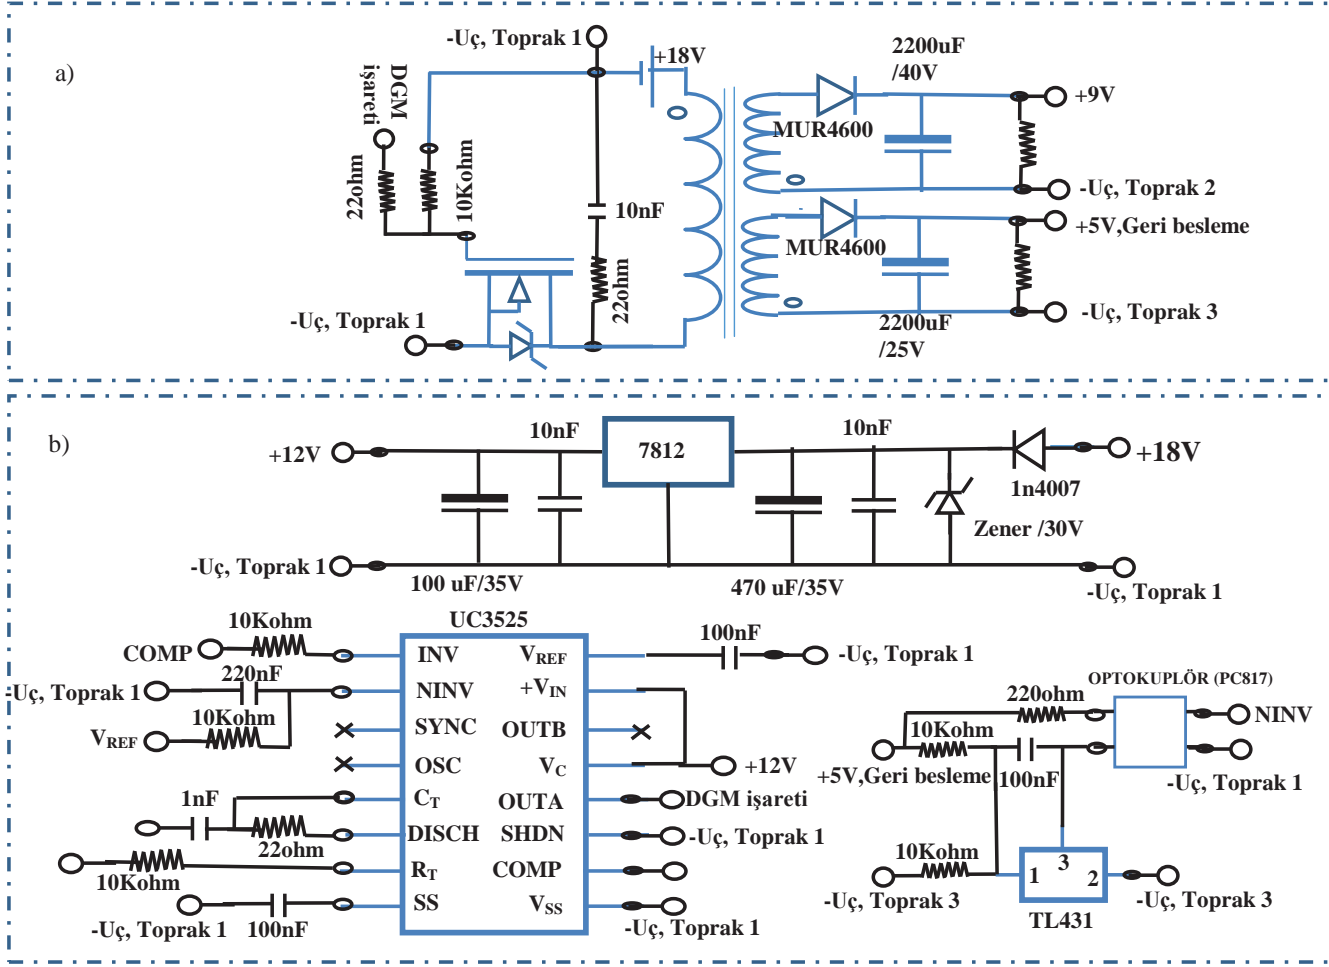 a)
-Uç, Toprak 1
+18V
DGM
işareti
22ohm
10Kohm
10nF
22ohm
-Uç, Toprak 1
2200uF
/40V
MUR4600
+9V
-Uç, Toprak 2
+5V,Geri besleme
MUR4600
2200uF
/25V
-Uç, Toprak 3
b)
+12V
10nF
7812
10nF
+18V
1n4007
Zener /30V
-Uç, Toprak 1
100 uF/35V
470 uF/35V
-Uç, Toprak 1
UC3525
10Kohm
COMP
INV
VREF
100nF
-Uç, Toprak 1
220nF
-Uç, Toprak 1
NINV
+VIN
10Kohm
VREF
SYNC
OUTB
OSC
VC
+12V
1nF
CT
OUTA
DGM işareti
22ohm
DISCH
SHDN
-Uç, Toprak 1
10Kohm
RT
COMP
SS
VSS
-Uç, Toprak 1
100nF
-Uç, Toprak 1
OPTOKUPLÖR (PC817)
220ohm
NINV
10Kohm
+5V,Geri besleme
100nF
-Uç, Toprak 1
10Kohm
-Uç, Toprak 3
1
3
2
-Uç, Toprak 3
TL431